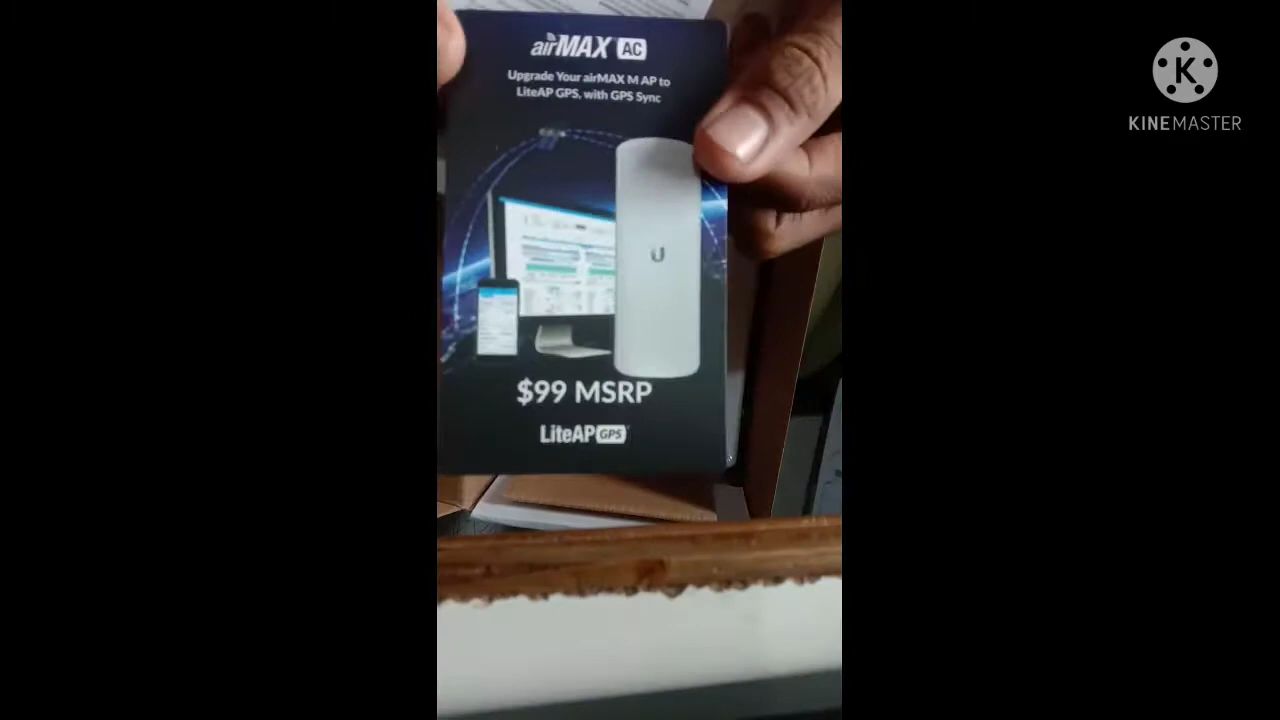 airMAX AC
Upgrade Your airMAX M AP to
LiteAP GPS, with GPS Sync
U
$99 MSRP
LiteAP GPS
K
KINEMASTER